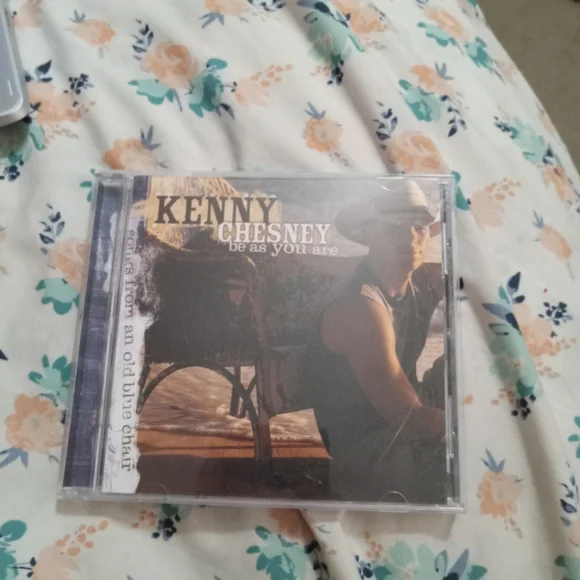 KENNY
CHESNEY
be as you are
songs from an old blue chair